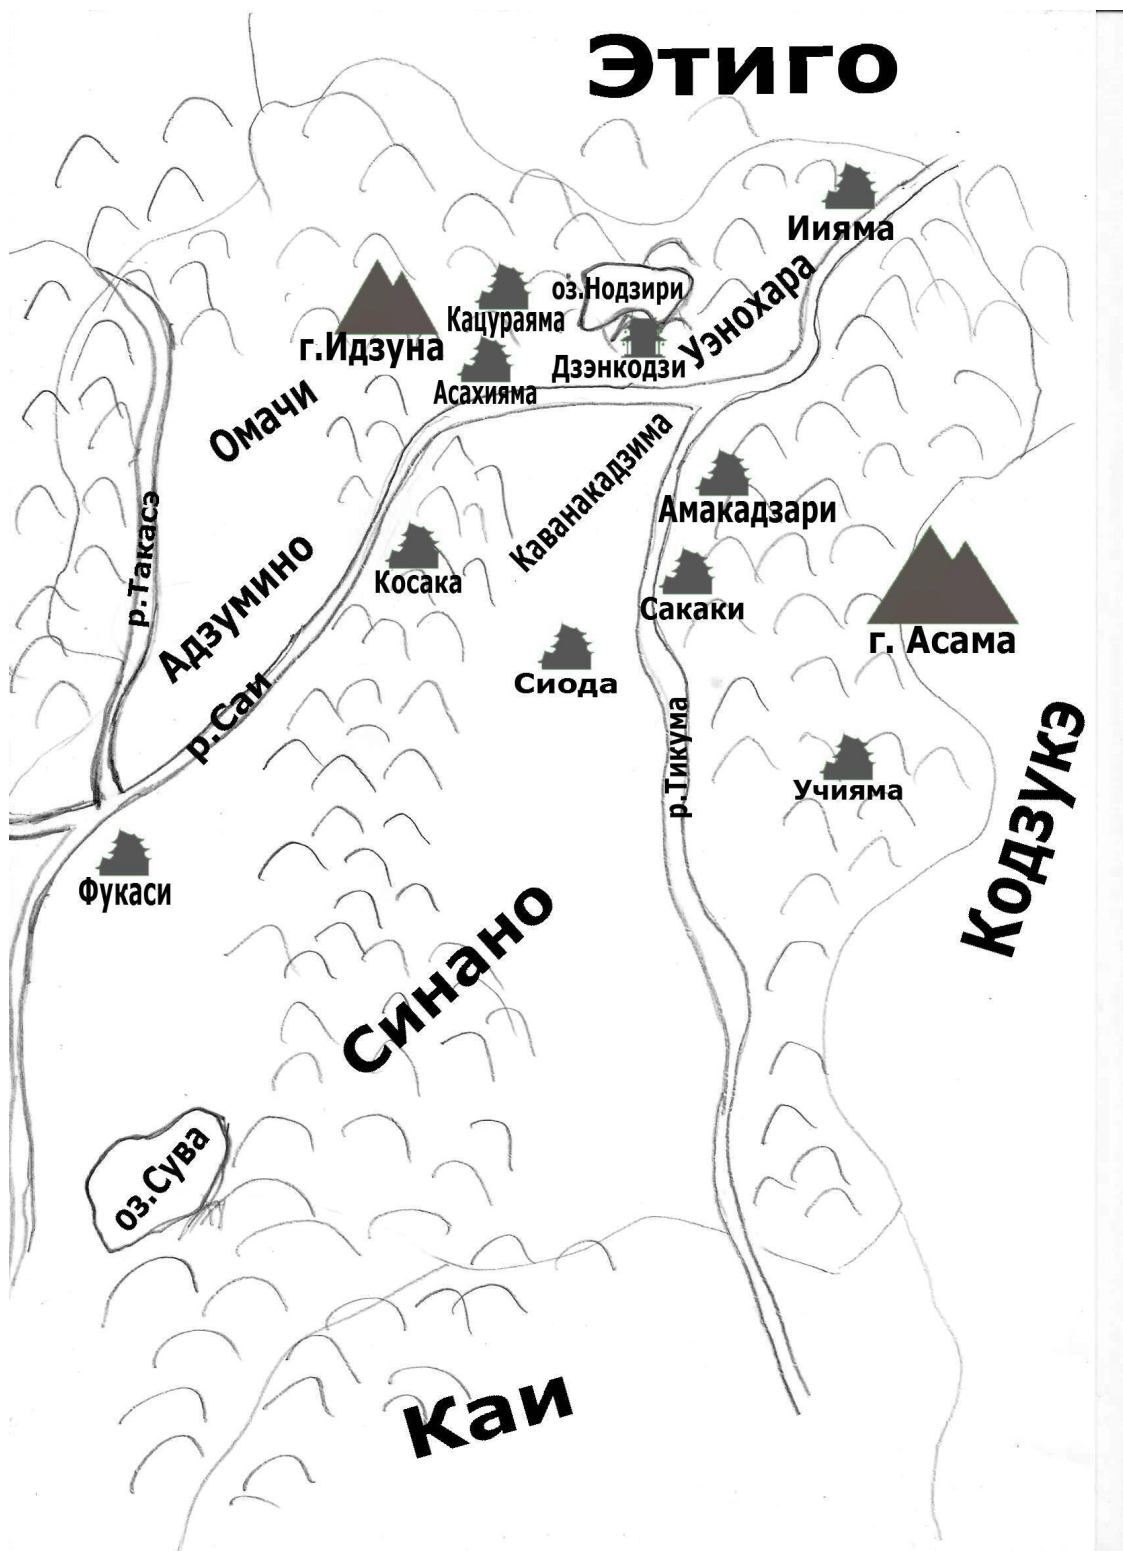 Этиго
Иияма
оз.Нодзири
Уэнохара
Кацураяма
г.Идзуна
Дзэнкодзи
Асахияма
Омачи
Каванакадзима
Амакадзари
р.Такасэ
Адзумино
Косака
Сакаки
г. Асама
Сиода
р.Саи
р.Тикума
Кодзукэ
Учияма
Фукаси
Синано
оз.Сува
Каи